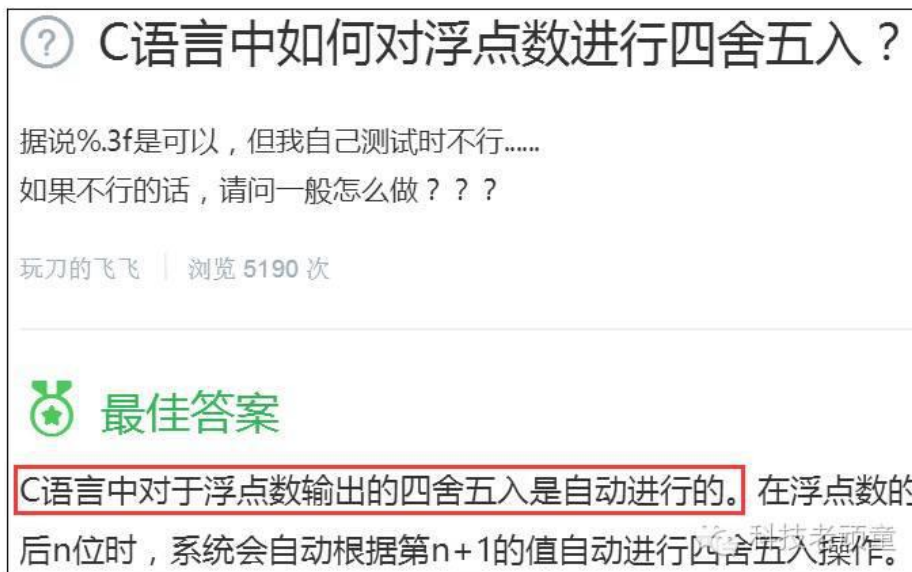 C语言中如何对浮点数进行四舍五入？
据说%.3f是可以，但我自己测试时不行......
如果不行的话，请问一般怎么做？？？
玩刀的飞飞 浏览 5190 次
最佳答案
C语言中对于浮点数输出的四舍五入是自动进行的。在浮点数的
后n位时，系统会自动根据第n+1的值自动进行四舍五入操作。
科技老顽童